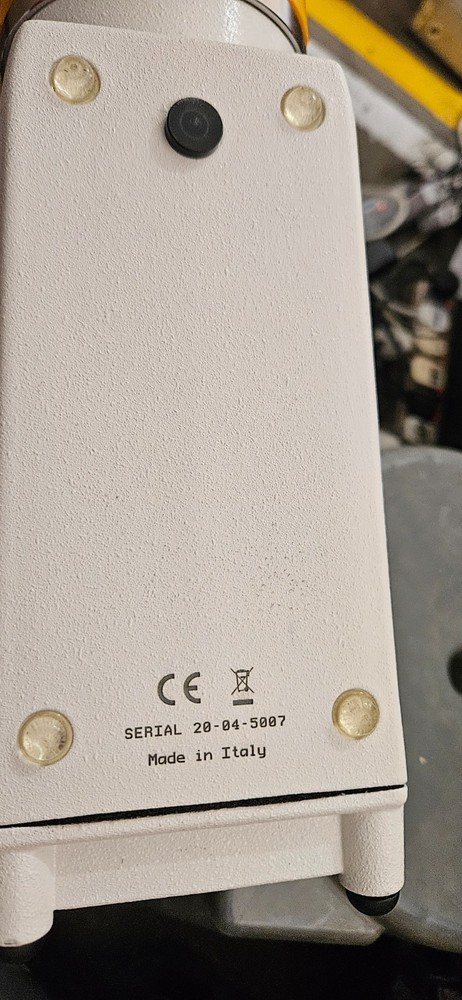 CE
SERIAL 20-04-5007
Made in Italy